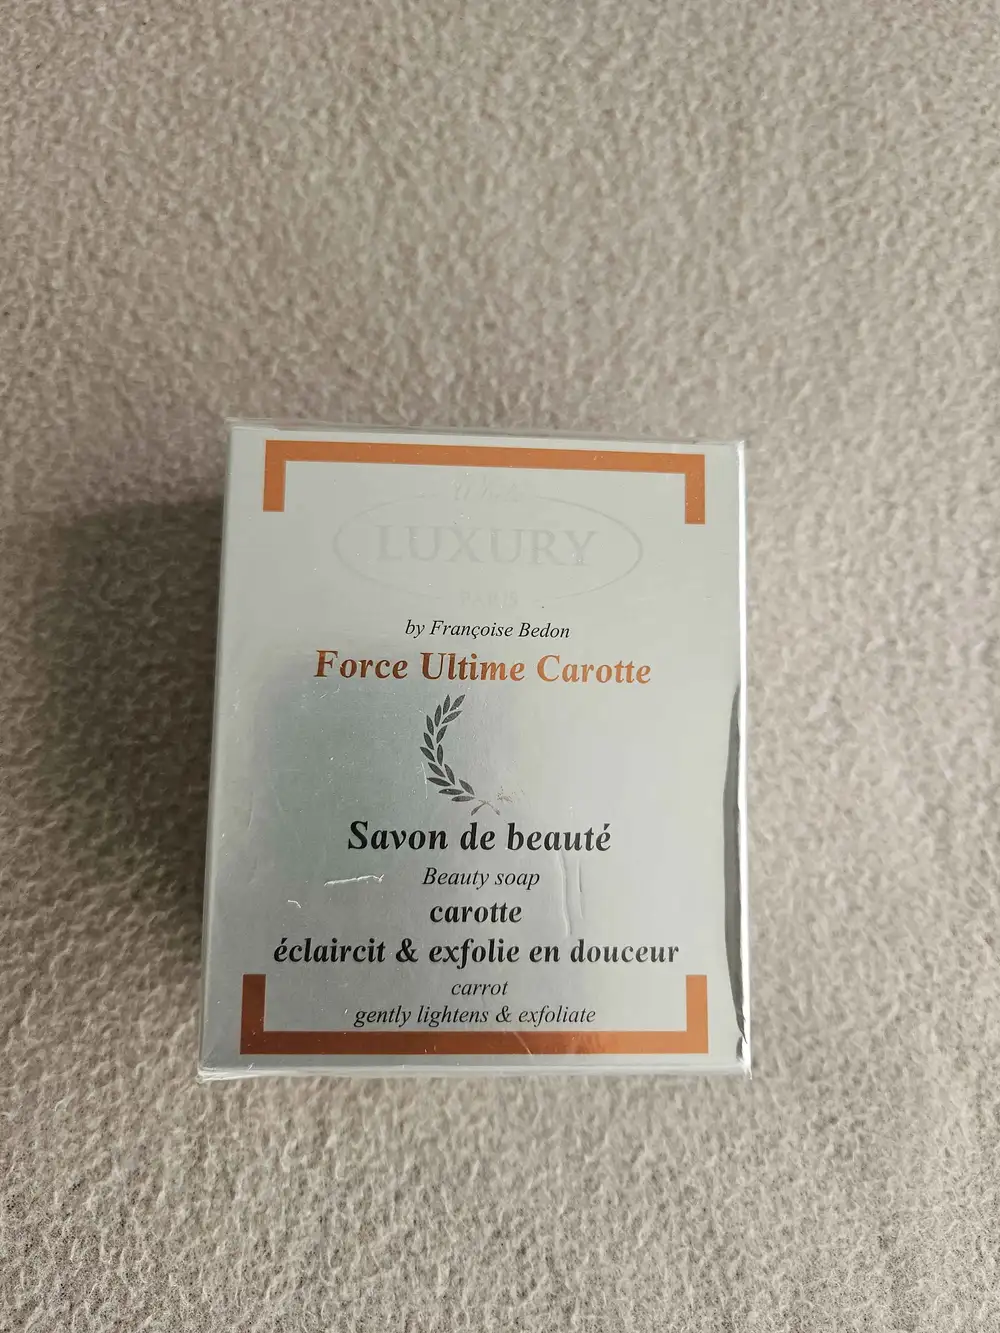 White
LUXURY
PARIS
by Françoise Bedon
Force Ultime Carotte
Savon de beauté
Beauty soap
carotte
éclaircit & exfolie en douceur
carrot
gently lightens & exfoliate